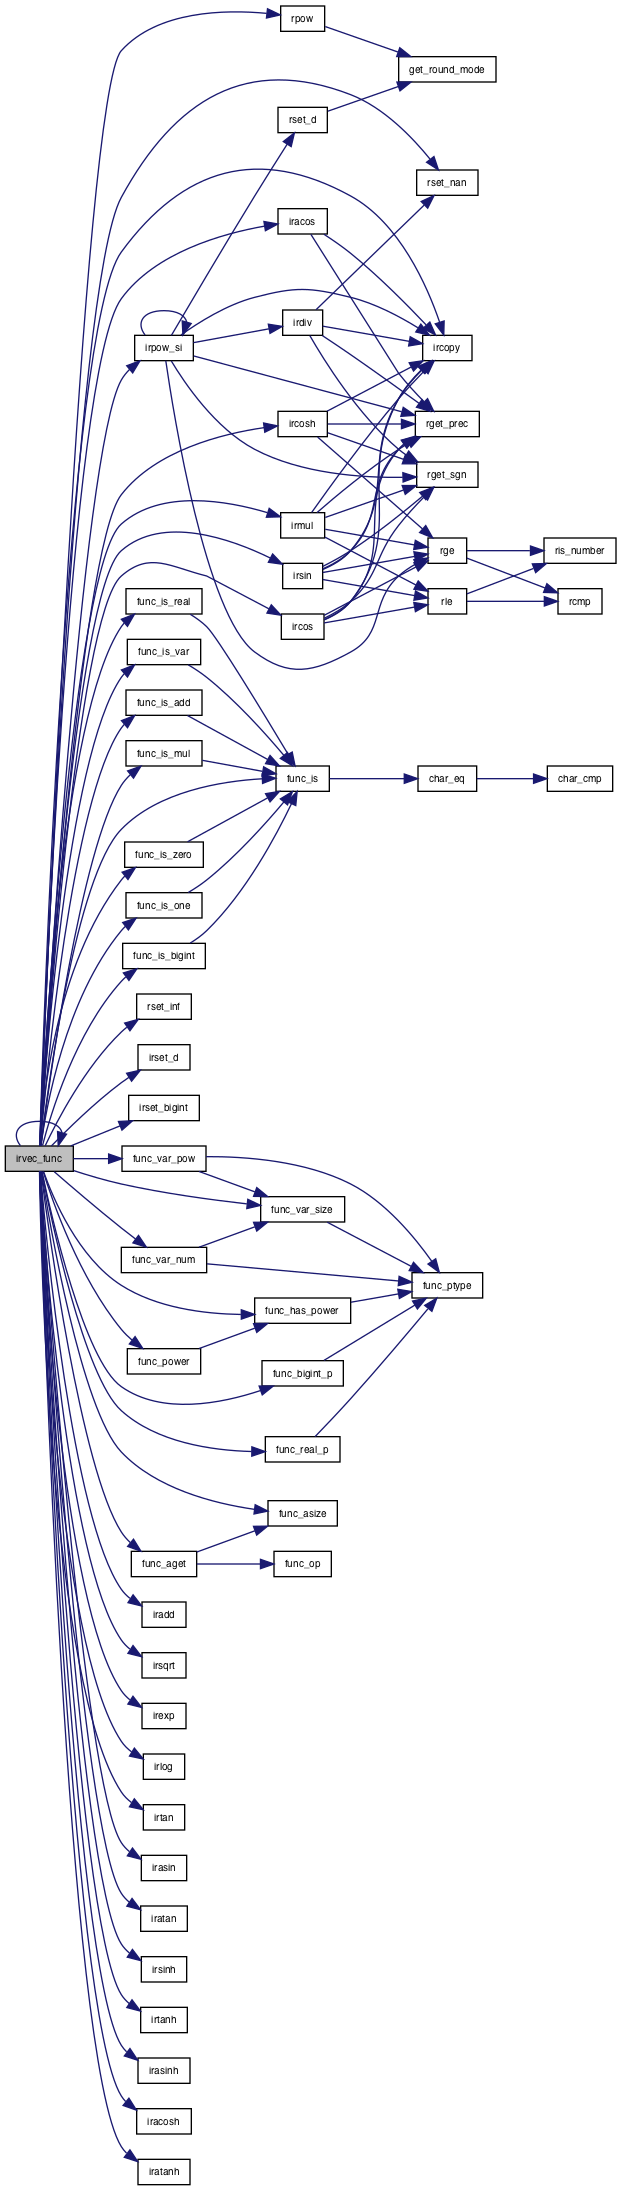 rpow
get_round_mode
rset_d
rset_nan
iracos
irdiv
irpow_si
ircopy
ircosh
rget_prec
rget_sgn
irmul
rge
ris_number
irsin
rle
rcmp
func_is_real
ircos
func_is_var
func_is_add
func_is_mul
func_is
char_eq
char_cmp
func_is_zero
func_is_one
func_is_bigint
rset_inf
irset_d
irset_bigint
irvec_func
func_var_pow
func_var_size
func_var_num
func_ptype
func_has_power
func_power
func_bigint_p
func_real_p
func_asize
func_aget
func_op
iradd
irsqrt
irexp
irlog
irtan
irasin
iratan
irsinh
irtanh
irasinh
iracosh
iratanh